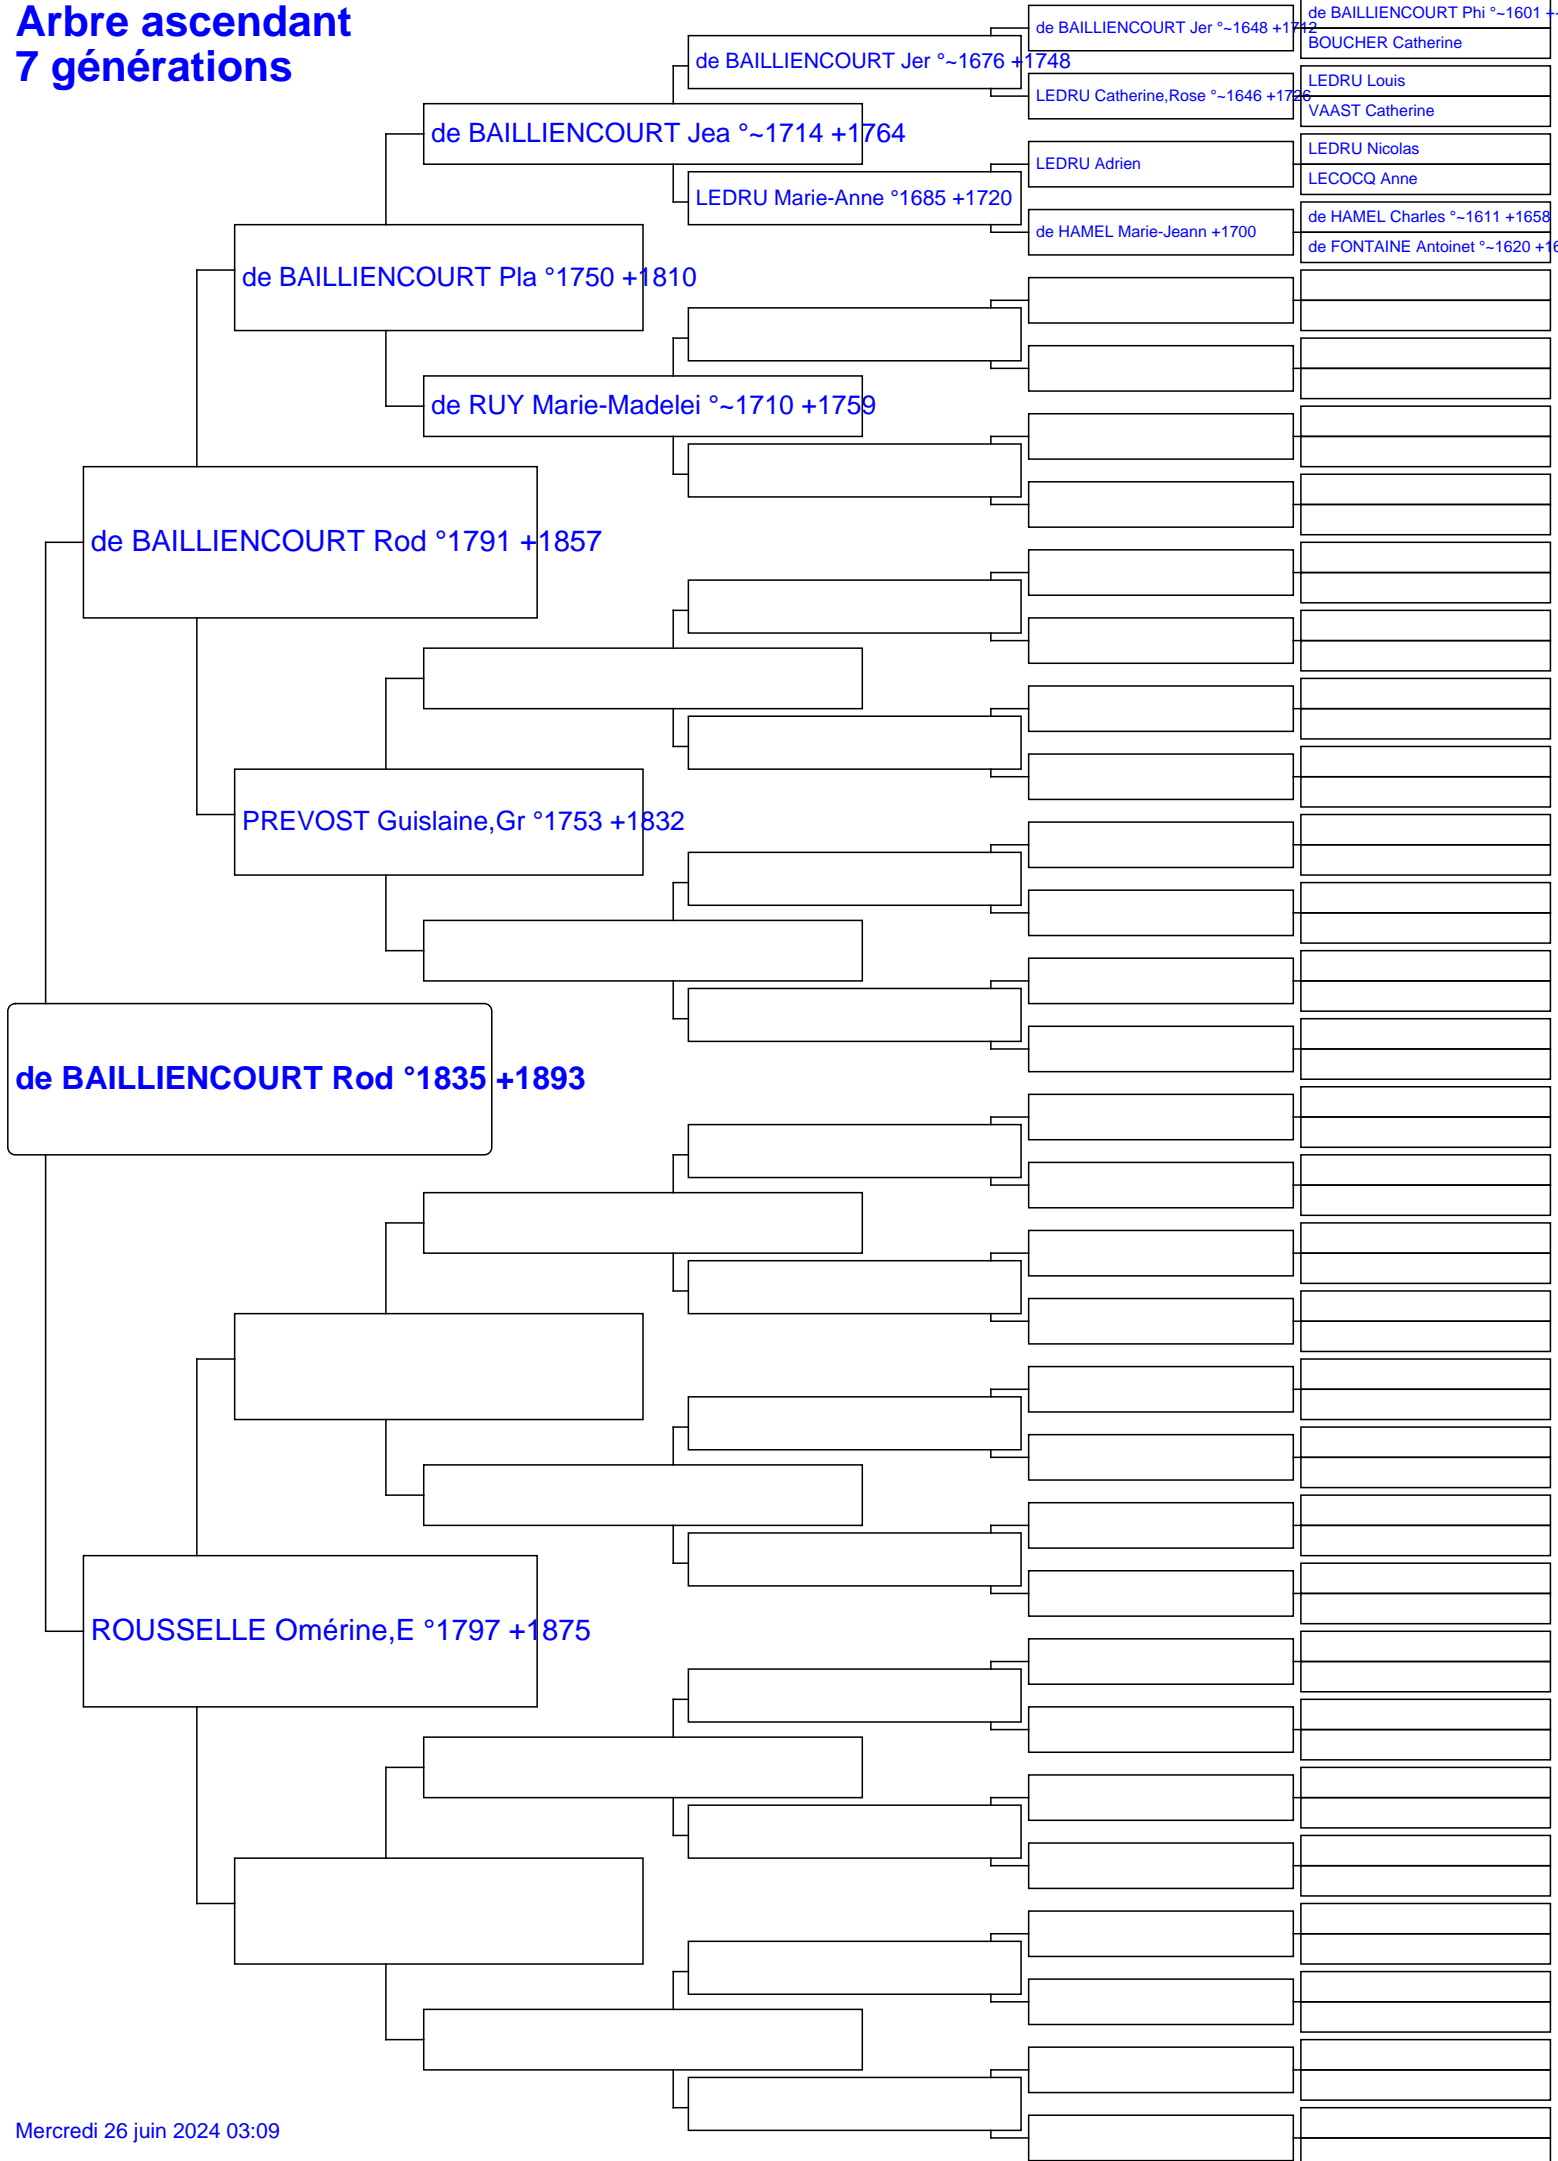 Arbre ascendant
7 générations
de BAILLIENCOURT Phi °~1601 +
de BAILLIENCOURT Jer °~1648 +1712
BOUCHER Catherine
de BAILLIENCOURT Jer °~1676 +1748
LEDRU Louis
LEDRU Catherine,Rose °~1646 +1726
VAAST Catherine
de BAILLIENCOURT Jea °~1714 +1764
LEDRU Nicolas
LEDRU Adrien
LECOCQ Anne
LEDRU Marie-Anne °1685 +1720
de HAMEL Charles °~1611 +1658
de HAMEL Marie-Jeann +1700
de FONTAINE Antoinet °~1620 +16
de BAILLIENCOURT Pla °1750 +1810
de RUY Marie-Madelei °~1710 +1759
de BAILLIENCOURT Rod °1791 +1857
PREVOST Guislaine,Gr °1753 +1832
de BAILLIENCOURT Rod °1835 +1893
ROUSSELLE Omérine,E °1797 +1875
Mercredi 26 juin 2024 03:09